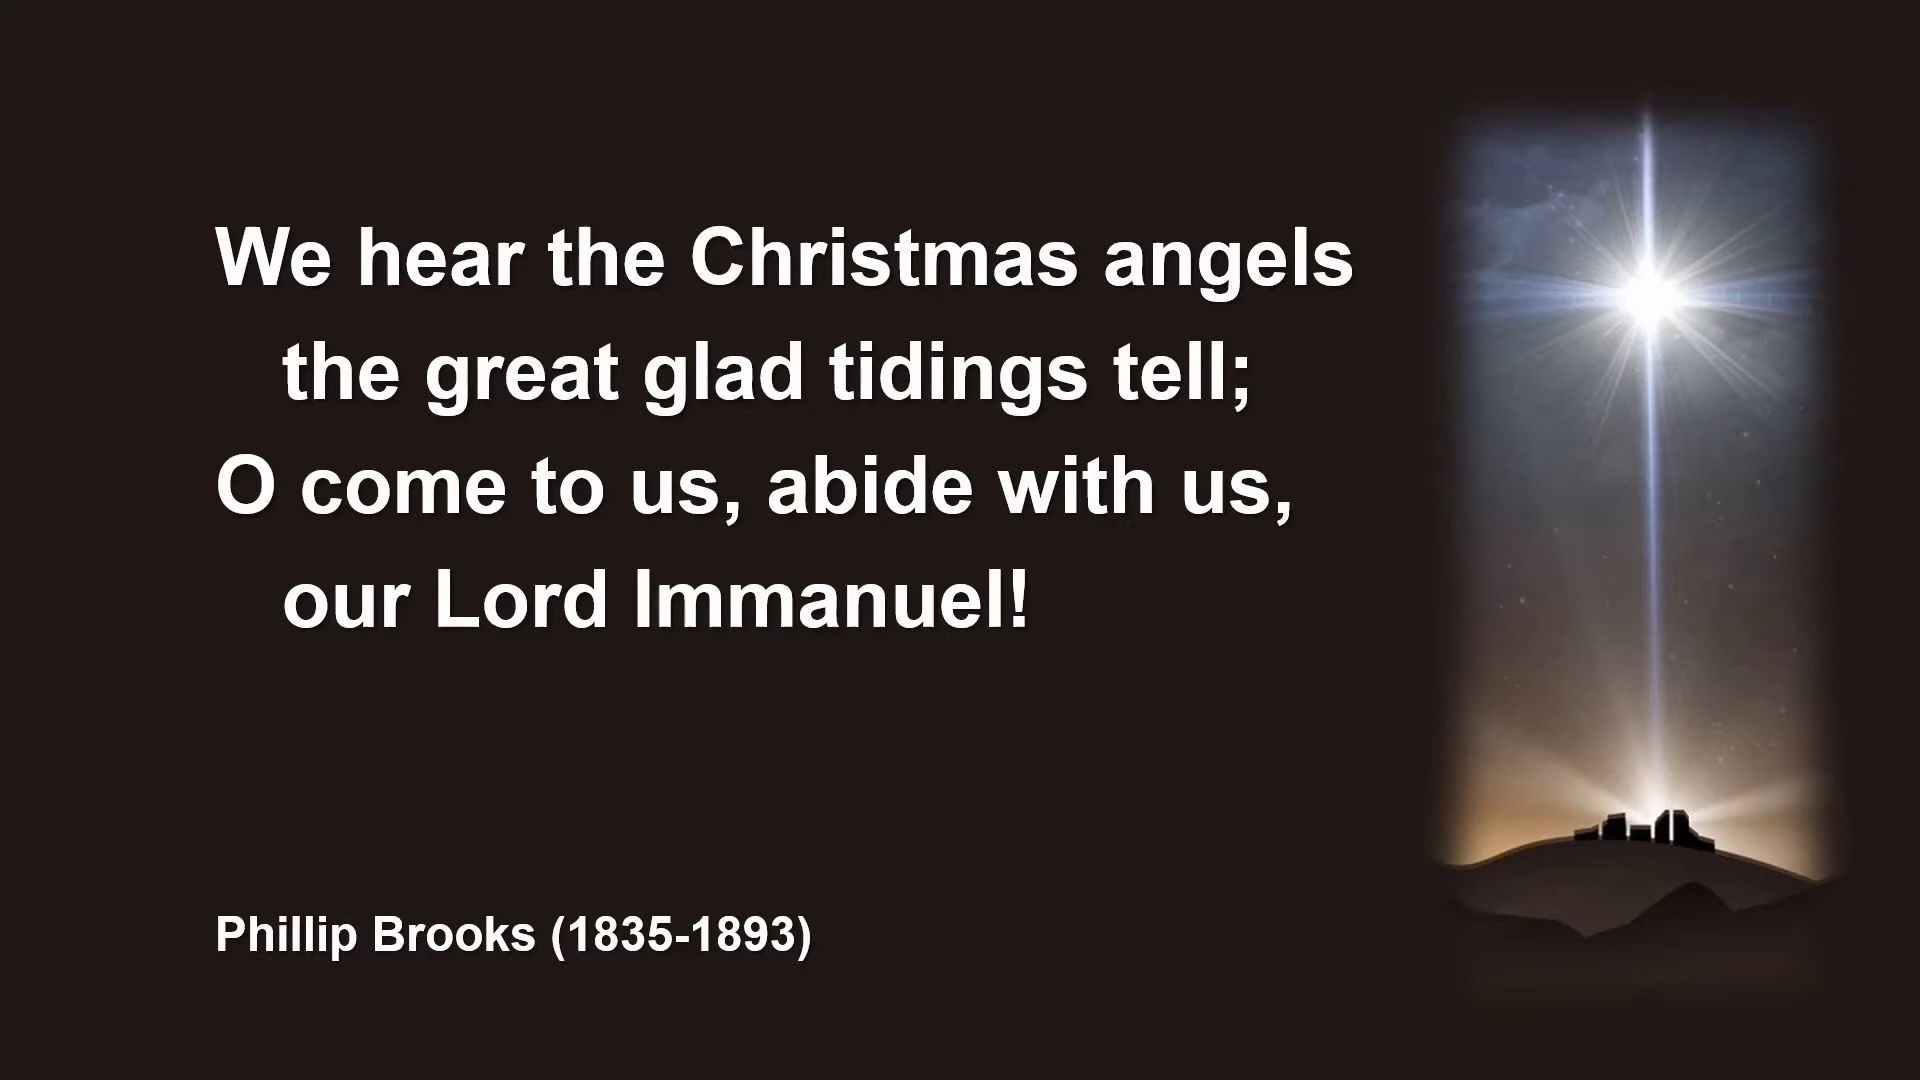 We hear the Christmas angels
the great glad tidings tell;
O come to us, abide with us,
our Lord Immanuel!
Phillip Brooks (1835-1893)